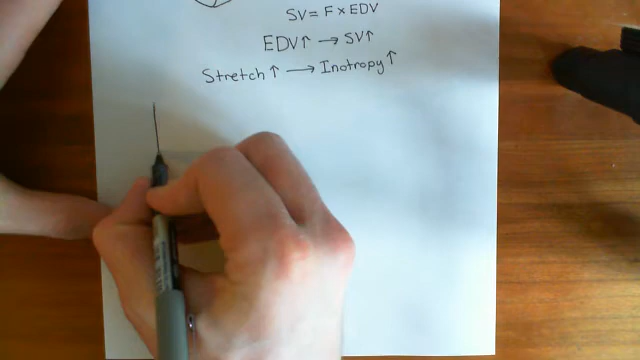 SV = F × EDV
EDV↑ → SV↑
Stretch ↑ → Inotropy ↑